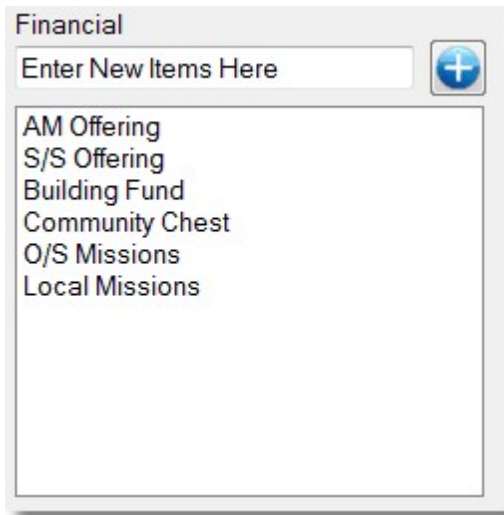 Financial
Enter New Items Here
AM Offering
S/S Offering
Building Fund
Community Chest
O/S Missions
Local Missions